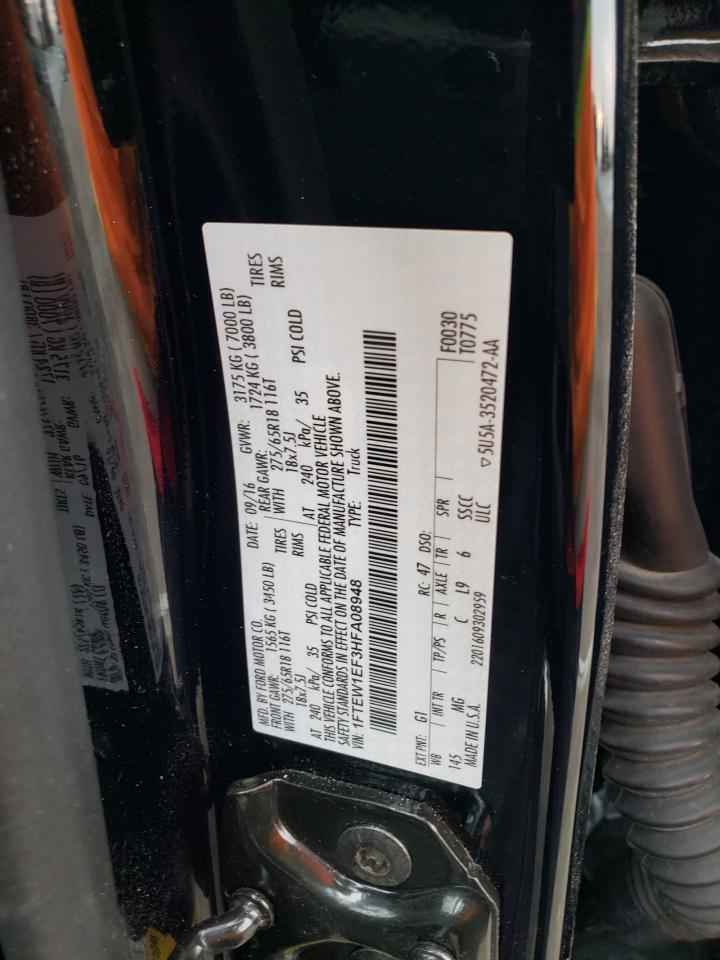 MFD. BY FORD MOTOR CO.
DATE: 09/16 GVWR: 3175 KG ( 7000 LB)
FRONT GAWR: 1565 KG ( 3450 LB) REAR GAWR: 1724 KG ( 3800 LB)
WITH 275/65R18 116T TIRES WITH 275/65R18 116T TIRES
18x7.5J RIMS 18x7.5J RIMS
AT 240 kPa/ 35 PSI COLD AT 240 kPa/ 35 PSI COLD
THIS VEHICLE CONFORMS TO ALL APPLICABLE FEDERAL MOTOR VEHICLE
SAFETY STANDARDS IN EFFECT ON THE DATE OF MANUFACTURE SHOWN ABOVE.
VIN: 1FTEW1EF3HFA08948 TYPE: Truck
EXT PNT: G1 RC: 47 DSO: F0030
WB INT TR TP/PS R AXLE TR SPR T0775
145 MG C L9 6 SSCC
MADE IN U.S.A. 2201609302959 ULC ▽5U5A-3520472-AA